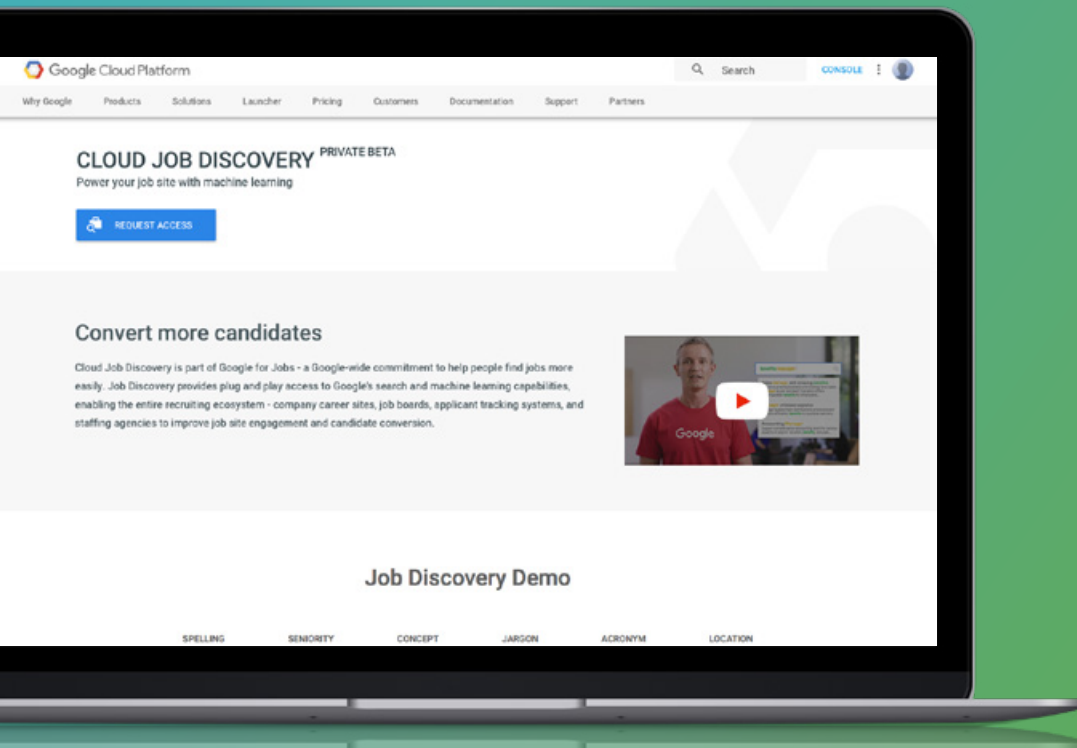 Google Cloud Platform
Search
CONSOLE
Why Google Products Solutions Launcher Pricing Customers Documentation Support Partners
CLOUD JOB DISCOVERY PRIVATE BETA
Power your job site with machine learning
REQUEST ACCESS
Convert more candidates
Cloud Job Discovery is part of Google for Jobs - a Google-wide commitment to help people find jobs more
easily. Job Discovery provides plug and play access to Google's search and machine learning capabilities,
enabling the entire recruiting ecosystem - company career sites, job boards, applicant tracking systems, and
staffing agencies to improve job site engagement and candidate conversion.
Google
Job Discovery Demo
SPELLING SENIORITY CONCEPT JARGON ACRONYM LOCATION